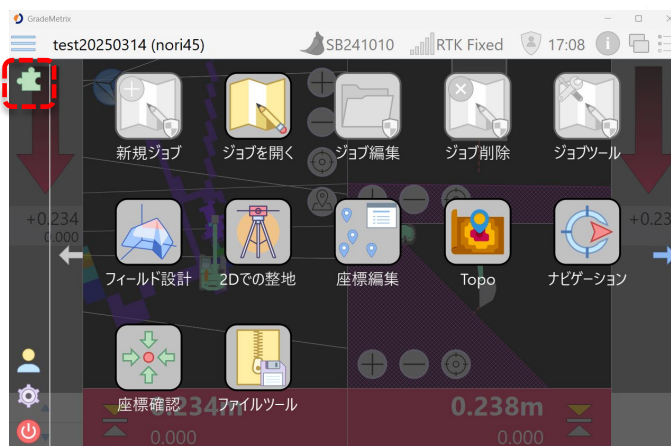 GradeMetrix
test20250314 (nori45) SB241010 RTK Fixed 17:08
新規ジョブ ジョブを開く ジョブ編集 ジョブ削除 ジョブツール
+0.234 +0.23
0.000
フィールド設計 2Dでの整地 座標編集 Topo ナビゲーション
座標確認 ファイルツール
0.234m 0.238m
0.000 0.000